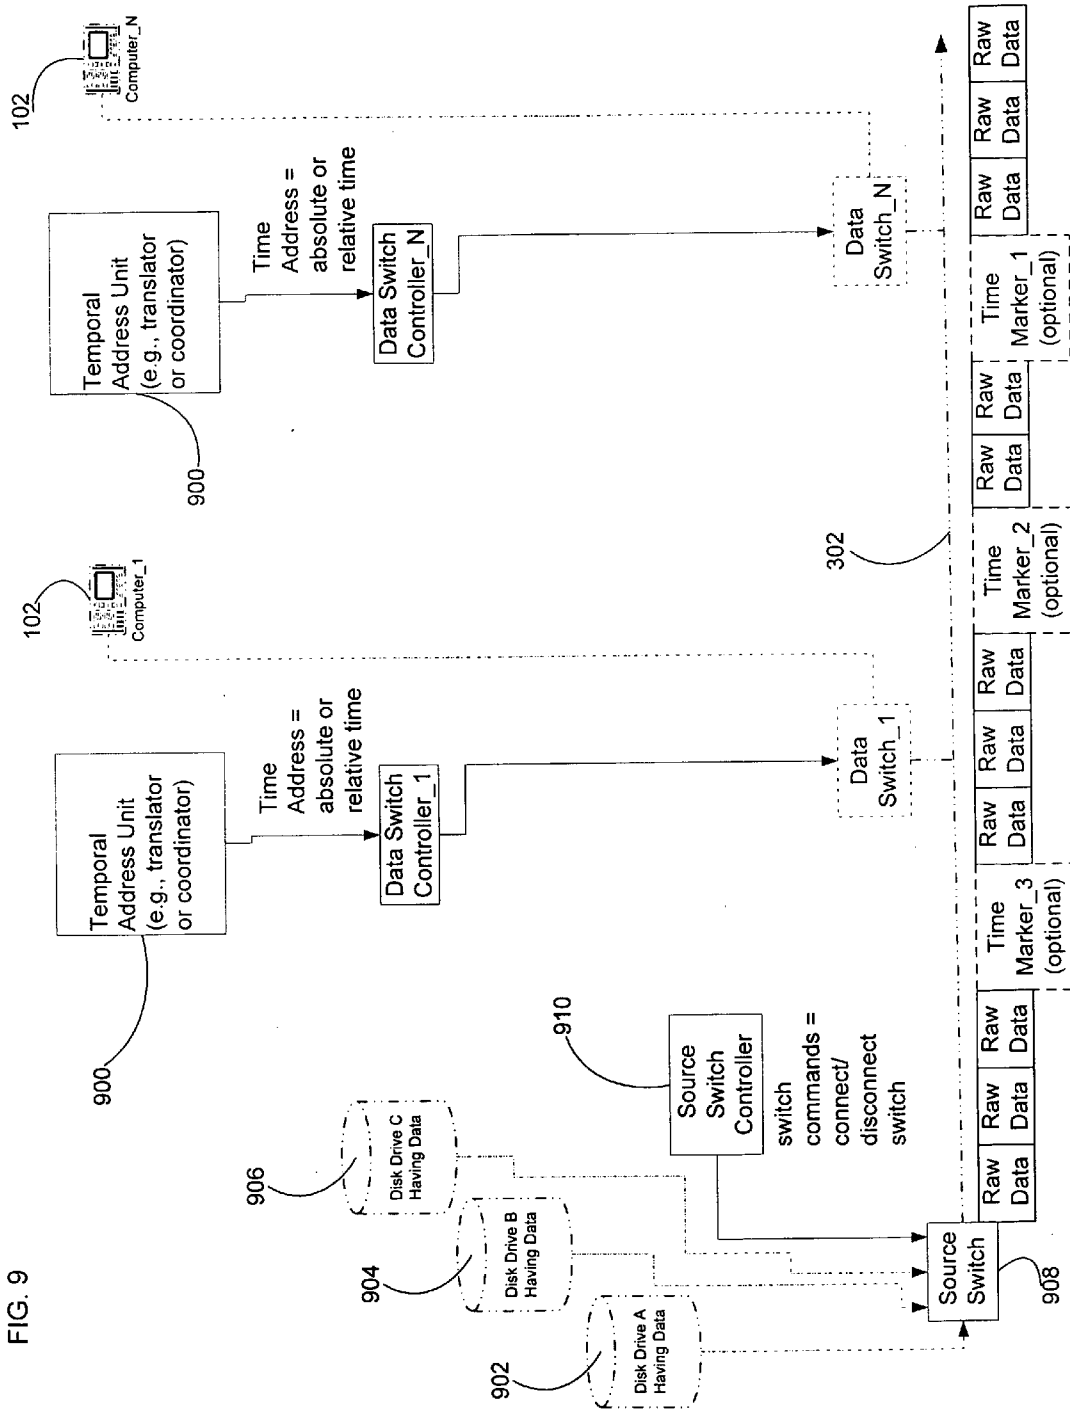 FIG. 9
902
Disk Drive A
Having Data
904
Disk Drive B
Having Data
906
Disk Drive C
Having Data
910
Source
Switch
Controller
switch
commands =
connect/
disconnect
switch
Source
Switch
908
900
Temporal
Address Unit
(e.g., translator
or coordinator)
Time
Address =
absolute or
relative time
Data Switch
Controller_1
Data
Switch_1
102
Computer_1
900
Temporal
Address Unit
(e.g., translator
or coordinator)
Time
Address =
absolute or
relative time
Data Switch
Controller_N
Data
Switch_N
102
Computer_N
302
Raw
Data
Raw
Data
Raw
Data
Time
Marker_3
(optional)
Raw
Data
Raw
Data
Raw
Data
Time
Marker_2
(optional)
Raw
Data
Raw
Data
Time
Marker_1
(optional)
Raw
Data
Raw
Data
Raw
Data